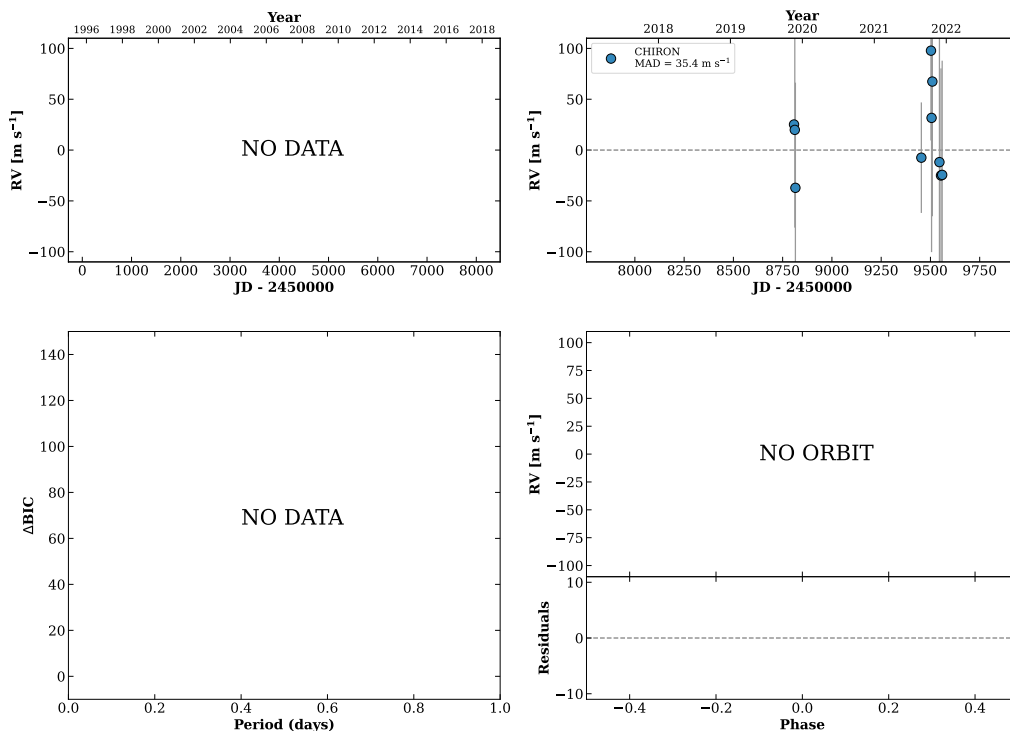 Year
1996 1998 2000 2002 2004 2006 2008 2010 2012 2014 2016 2018
100
50
0
−50
−100
RV [m s⁻¹]
NO DATA
0 1000 2000 3000 4000 5000 6000 7000 8000
JD - 2450000
Year
2018 2019 2020 2021 2022
100
50
0
−50
−100
RV [m s⁻¹]
CHIRON
MAD = 35.4 m s⁻¹
8000 8250 8500 8750 9000 9250 9500 9750
JD - 2450000
140
120
100
80
60
40
20
0
ΔBIC
NO DATA
0.0 0.2 0.4 0.6 0.8 1.0
Period (days)
100
75
50
25
0
−25
−50
−75
−100
RV [m s⁻¹]
NO ORBIT
10
0
−10
Residuals
−0.4 −0.2 0.0 0.2 0.4
Phase